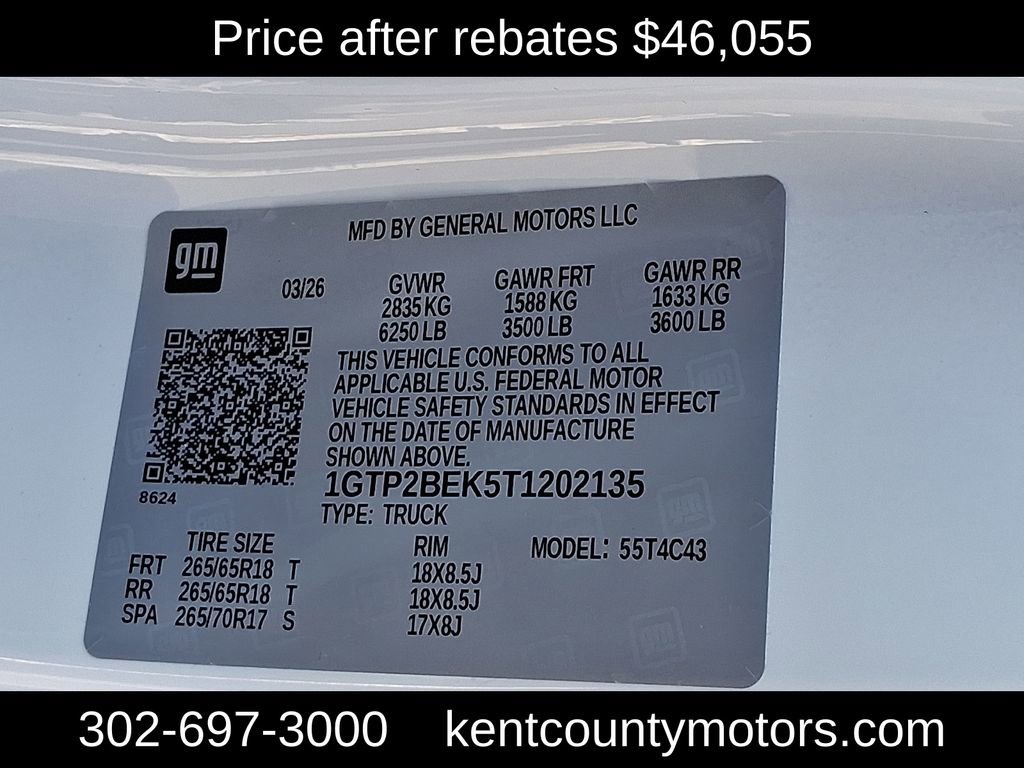 Price after rebates $46,055
MFD BY GENERAL MOTORS LLC
gm
03/26 GVWR GAWR FRT GAWR RR
2835 KG 1588 KG 1633 KG
6250 LB 3500 LB 3600 LB
THIS VEHICLE CONFORMS TO ALL
APPLICABLE U.S. FEDERAL MOTOR
VEHICLE SAFETY STANDARDS IN EFFECT
ON THE DATE OF MANUFACTURE
SHOWN ABOVE.
8624
1GTP2BEK5T1202135
TYPE: TRUCK
TIRE SIZE RIM MODEL: 55T4C43
FRT 265/65R18 T 18X8.5J
RR 265/65R18 T 18X8.5J
SPA 265/70R17 S 17X8J
302-697-3000 kentcountymotors.com